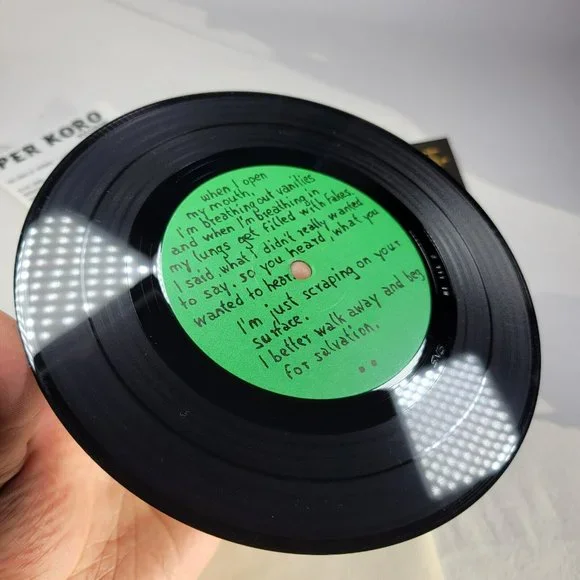 PER KORO
when I open
my mouth,
I'm breathing out vanities
and when I'm breathing in
my lungs get filled with fakes.
I said, what I didn't really wanted
to say, so you heard, what you
wanted to hear.
I'm just scraping on your
surface.
I better walk away and beg
for salvation.